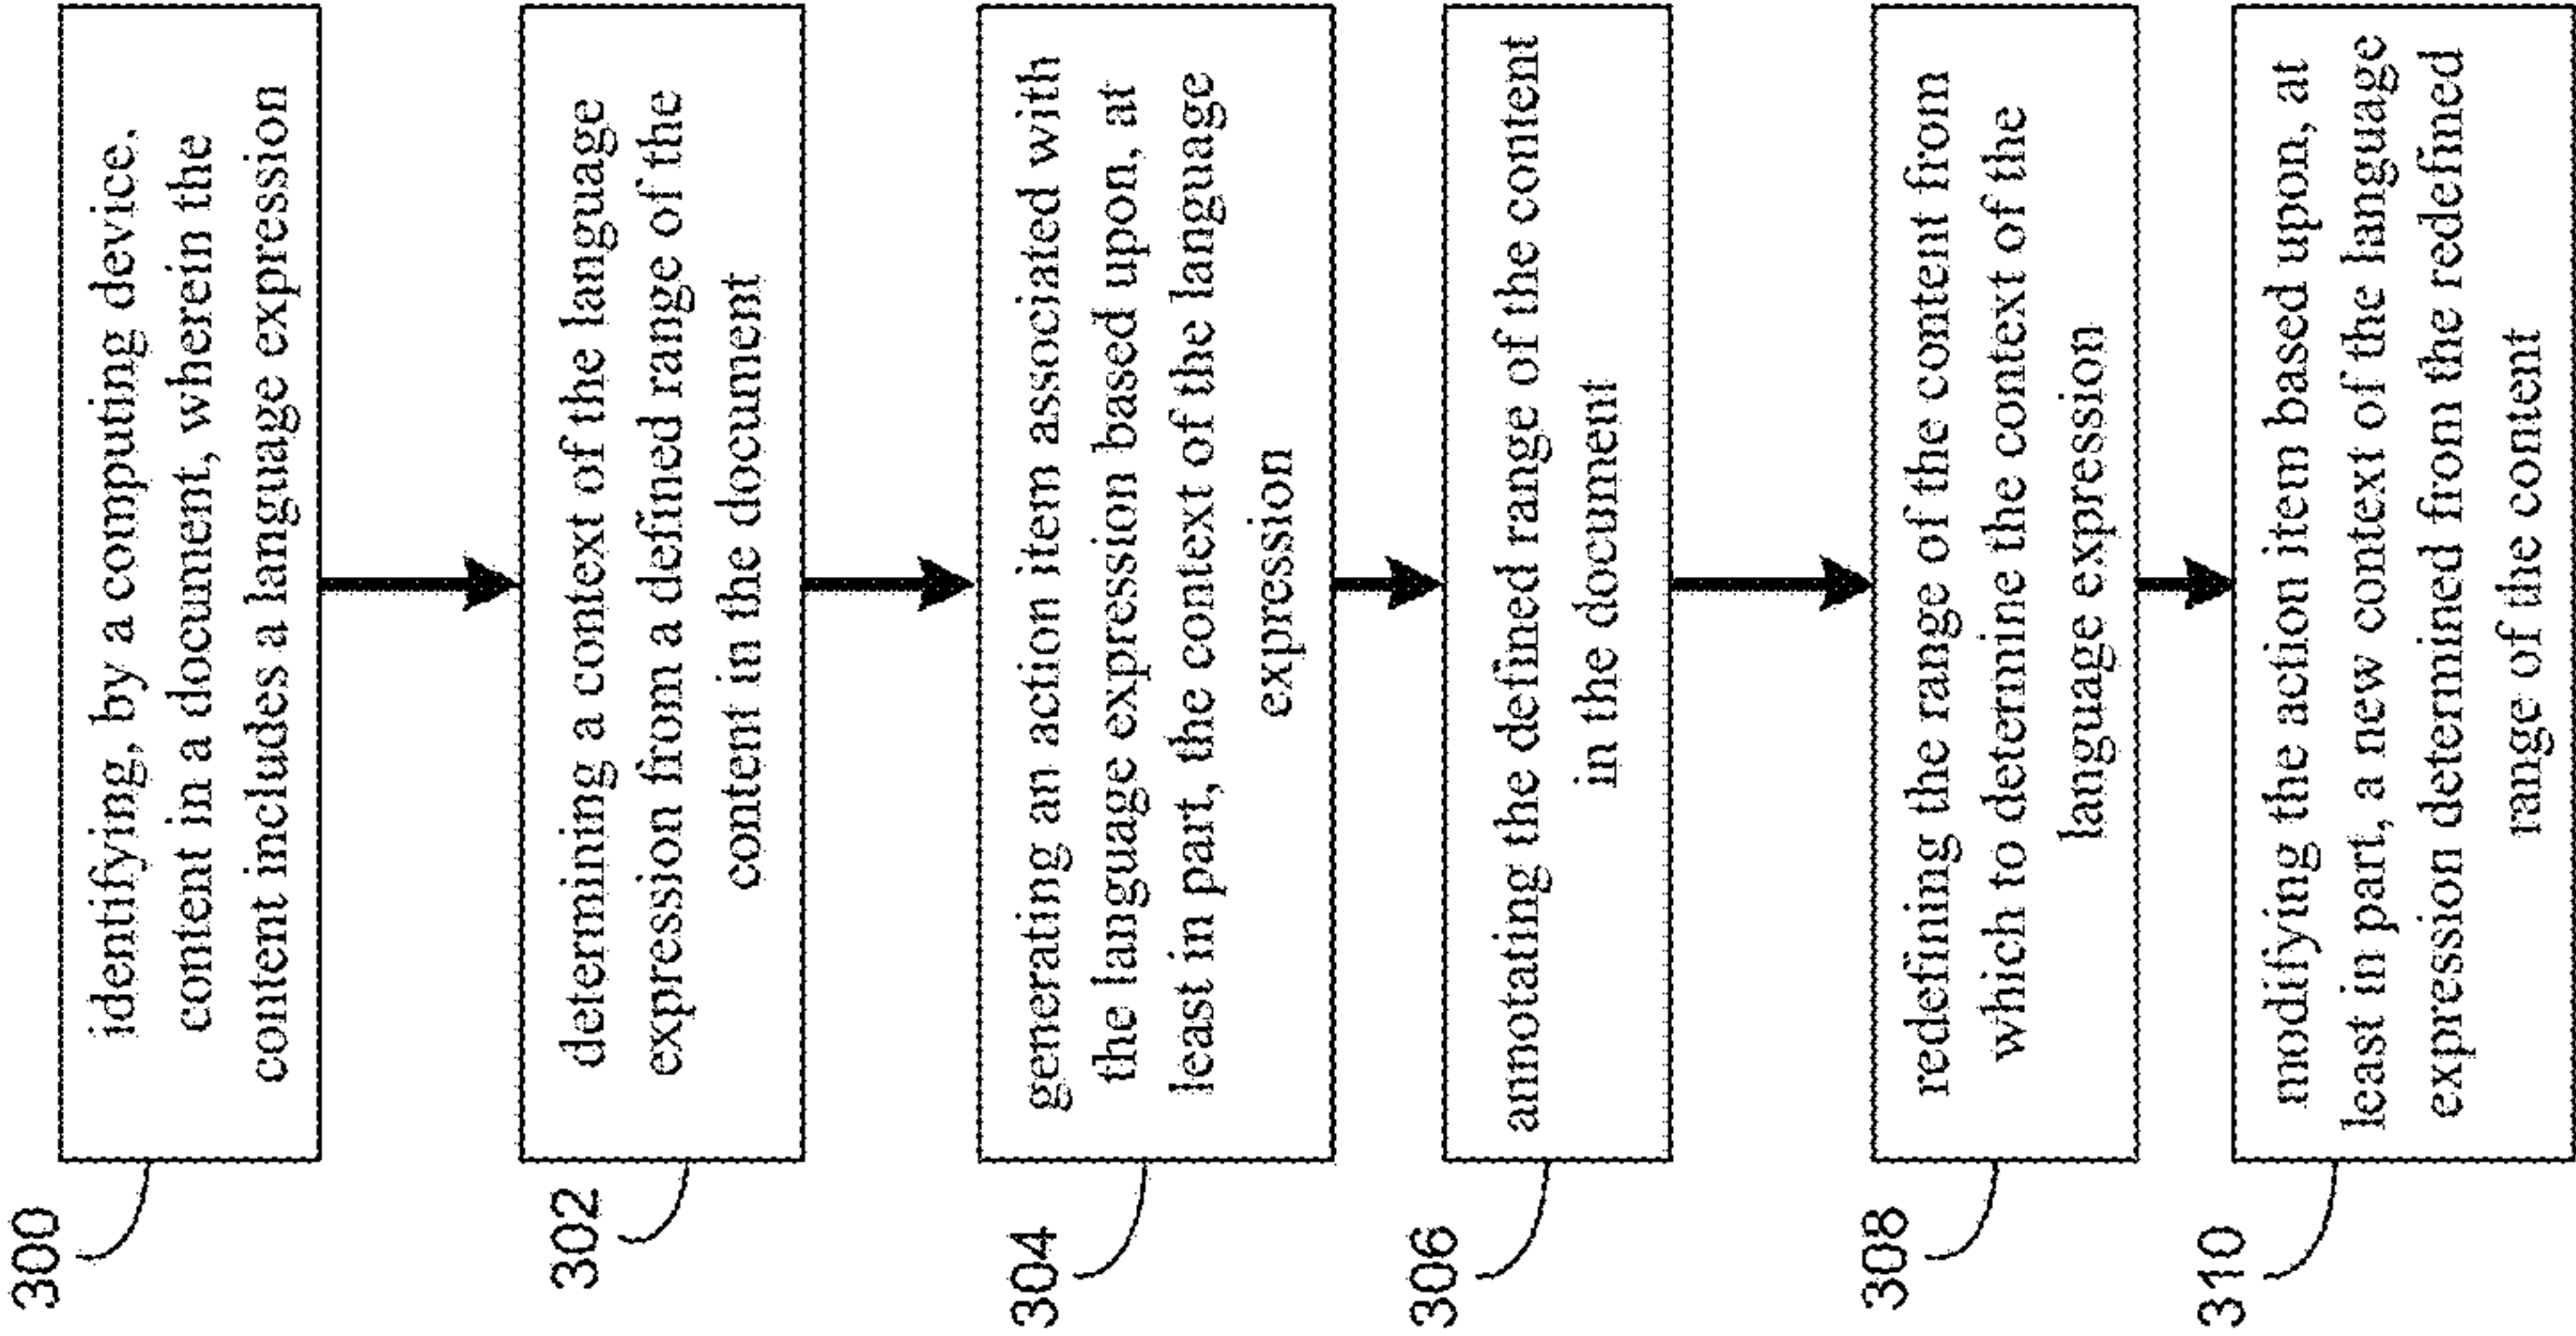 300
identifying, by a computing device,
content in a document, wherein the
content includes a language expression
302
determining a context of the language
expression from a defined range of the
content in the document
304
generating an action item associated with
the language expression based upon, at
least in part, the context of the language
expression
306
annotating the defined range of the content
in the document
308
redefining the range of the content from
which to determine the context of the
language expression
310
modifying the action item based upon, at
least in part, a new context of the language
expression determined from the redefined
range of the content